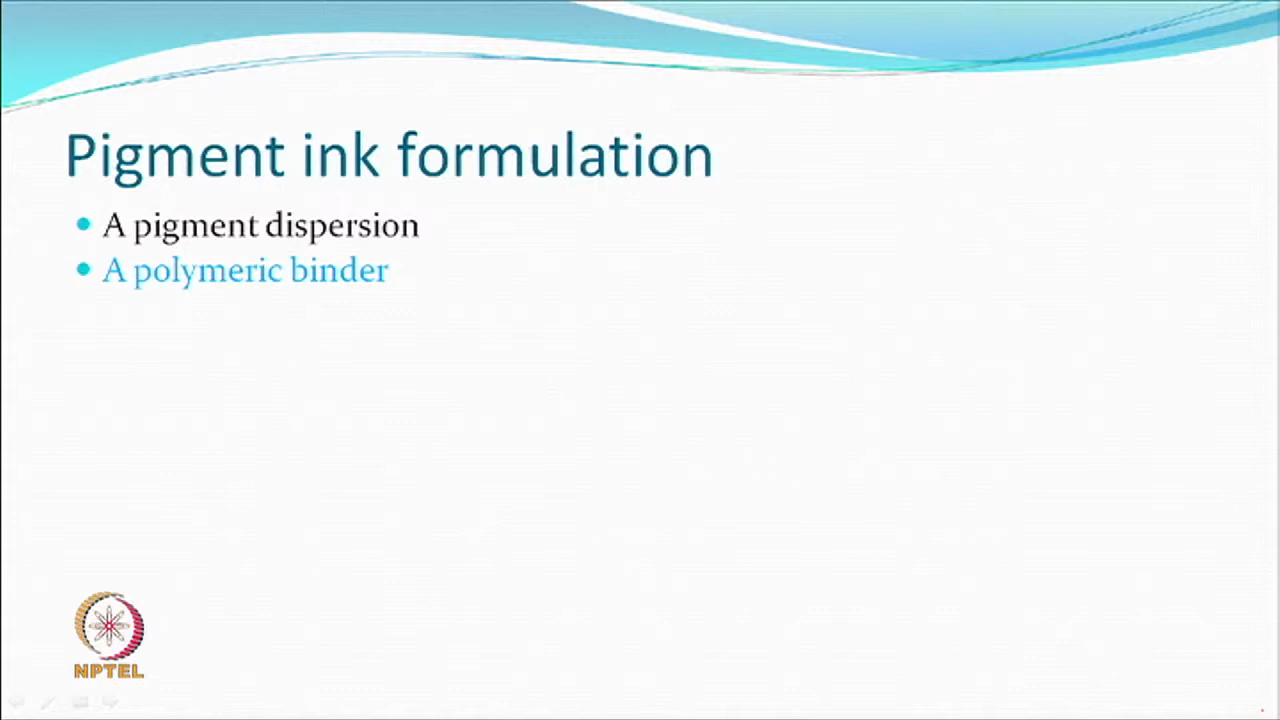 Pigment ink formulation
A pigment dispersion
A polymeric binder
NPTEL